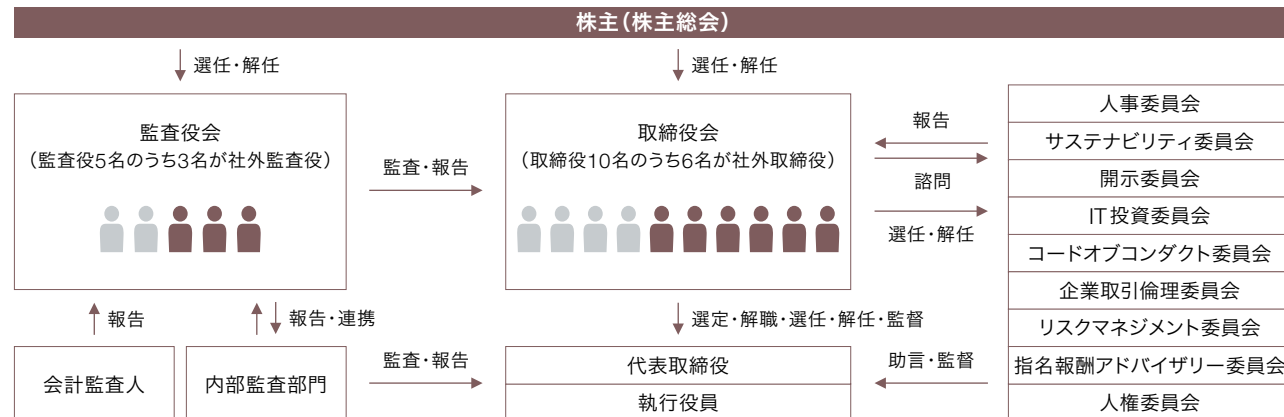 株主(株主総会)
選任・解任
選任・解任
監査役会
(監査役5名のうち3名が社外監査役)
監査・報告
取締役会
(取締役10名のうち6名が社外取締役)
報告
諮問
選任・解任
人事委員会
サステナビリティ委員会
開示委員会
IT投資委員会
コードオブコンダクト委員会
企業取引倫理委員会
リスクマネジメント委員会
指名報酬アドバイザリー委員会
人権委員会
報告
報告・連携
選定・解職・選任・解任・監督
会計監査人
内部監査部門
監査・報告
代表取締役
執行役員
助言・監督